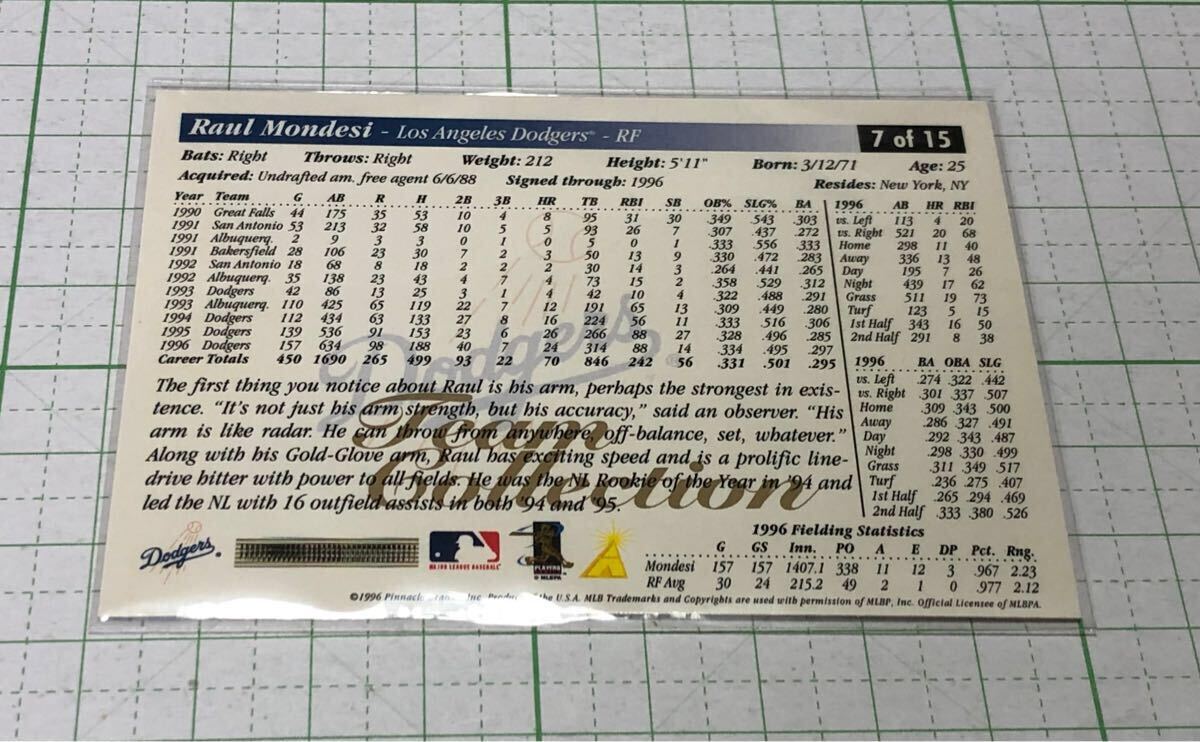 Raul Mondesi - Los Angeles Dodgers® - RF 7 of 15
Bats: Right Throws: Right Weight: 212 Height: 5'11" Born: 3/12/71 Age: 25
Acquired: Undrafted am. free agent 6/6/88 Signed through: 1996 Resides: New York, NY
Year Team G AB R H 2B 3B HR TB RBI SB OB% SLG% BA
1990 Great Falls 44 175 35 53 10 4 8 95 31 30 .349 .543 .303
1991 San Antonio 53 213 32 58 10 5 5 93 26 7 .307 .437 .272
1991 Albuquerq. 2 9 3 3 0 1 0 5 0 1 .333 .556 .333
1991 Bakersfield 28 106 23 30 7 2 3 50 13 9 .330 .472 .283
1992 San Antonio 18 68 8 18 2 2 2 30 14 3 .264 .441 .265
1992 Albuquerq. 35 138 23 43 4 7 4 73 15 2 .358 .529 .312
1993 Dodgers 42 86 13 25 3 1 4 42 10 4 .322 .488 .291
1993 Albuquerq. 110 425 65 119 22 7 12 191 65 13 .309 .449 .280
1994 Dodgers 112 434 63 133 27 8 16 224 56 11 .333 .516 .306
1995 Dodgers 139 536 91 153 23 6 26 266 88 27 .328 .496 .285
1996 Dodgers 157 634 98 188 40 7 24 314 88 14 .334 .495 .297
Career Totals 450 1690 265 499 93 22 70 846 242 56 .331 .501 .295
1996 AB HR RBI
vs. Left 113 4 20
vs. Right 521 20 68
Home 298 11 40
Away 336 13 48
Day 195 7 26
Night 439 17 62
Grass 511 19 73
Turf 123 5 15
1st Half 343 16 50
2nd Half 291 8 38
1996 BA OBA SLG
vs. Left .274 .322 .442
vs. Right .301 .337 .507
Home .309 .343 .500
Away .286 .327 .491
Day .292 .343 .487
Night .298 .330 .499
Grass .311 .349 .517
Turf .236 .275 .407
1st Half .265 .294 .469
2nd Half .333 .380 .526
Dodgers
Team
Collection
The first thing you notice about Raul is his arm, perhaps the strongest in exis-
tence. "It's not just his arm strength, but his accuracy," said an observer. "His
arm is like radar. He can throw from anywhere, off-balance, set, whatever."
Along with his Gold-Glove arm, Raul has exciting speed and is a prolific line-
drive hitter with power to all fields. He was the NL Rookie of the Year in '94 and
led the NL with 16 outfield assists in both '94 and '95.
1996 Fielding Statistics
G GS Inn. PO A E DP Pct. Rng.
Mondesi 157 157 1407.1 338 11 12 3 .967 2.23
RF Avg 30 24 215.2 49 2 1 0 .977 2.12
Dodgers®
MAJOR LEAGUE BASEBALL®
PLAYERS
© MLBPA
©1996 Pinnacle Inc. the U.S.A. MLB Trademarks and Copyrights are used with permission of MLBP, Inc. Official Licensee of MLBPA.